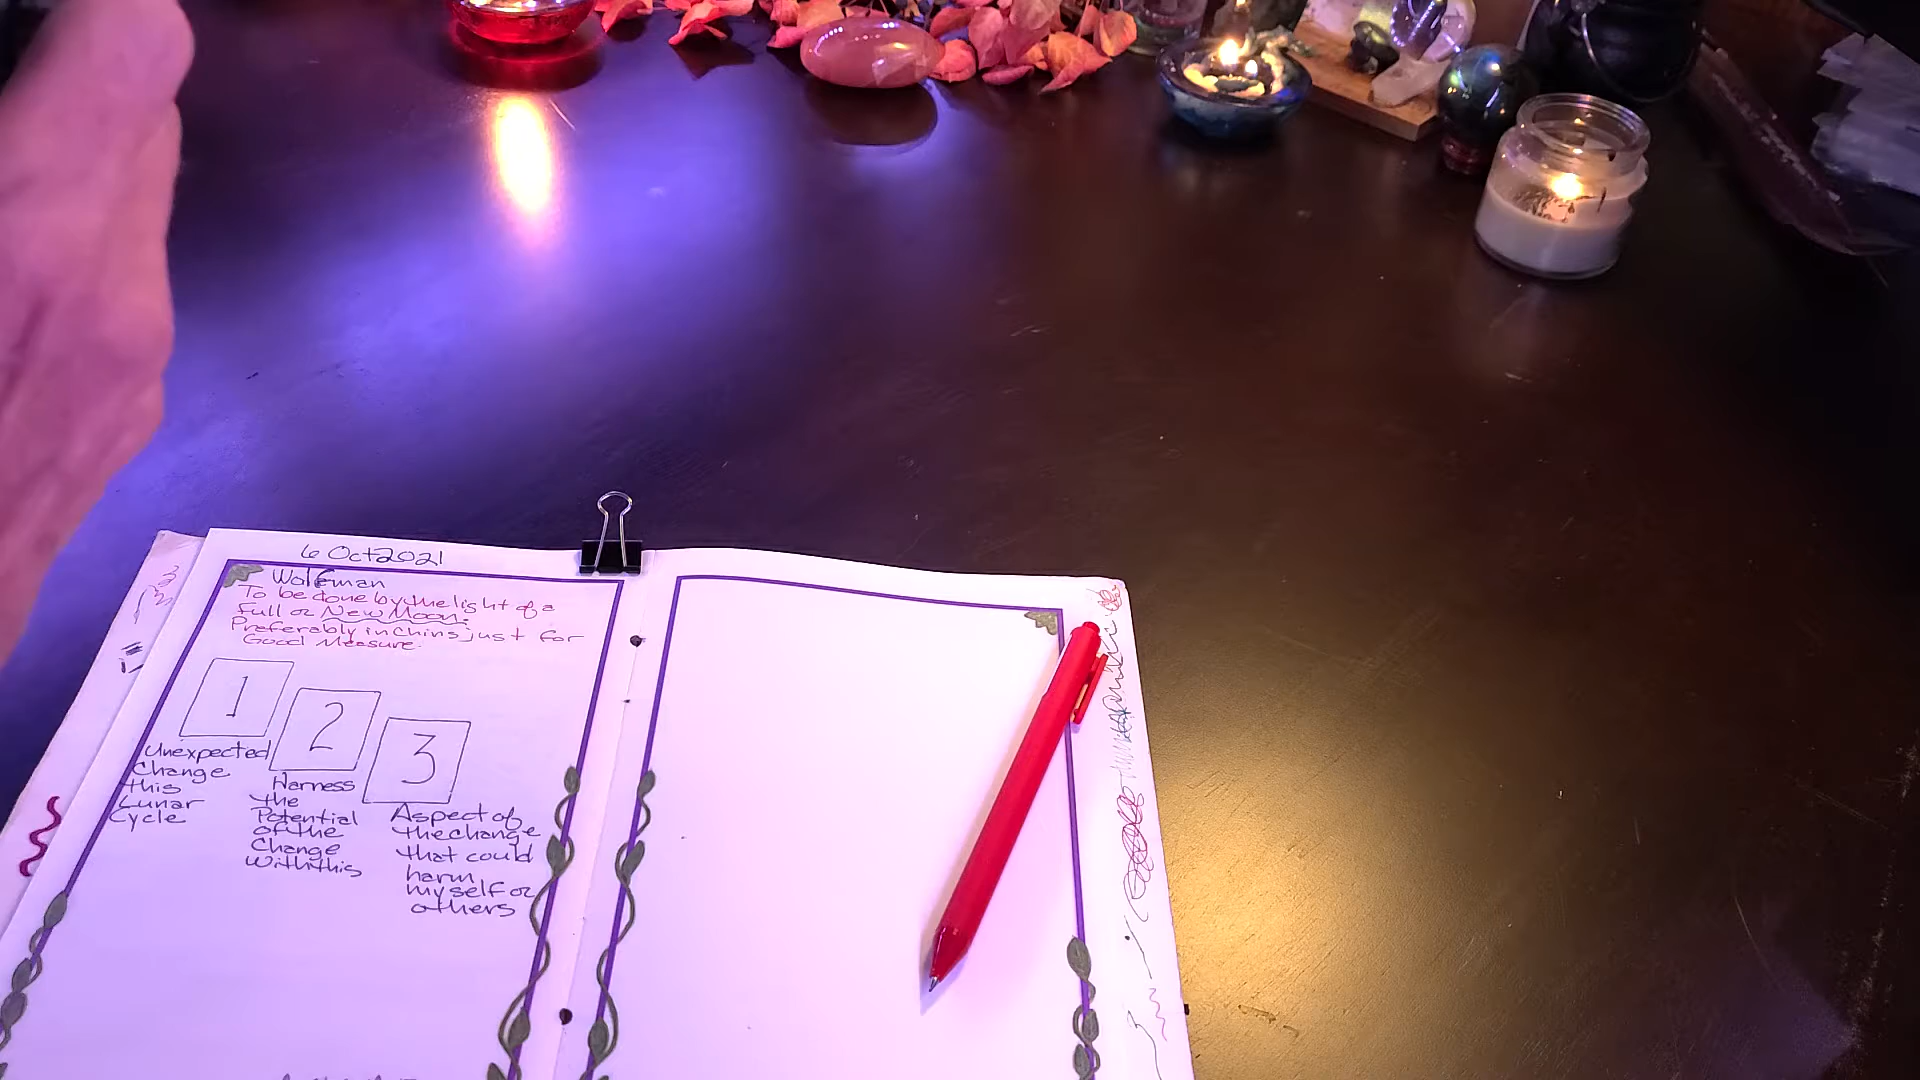 6 Oct 2021
Wolfman
To be done by the light of a
Full or New Moon.
Preferably in Chins just for
Good Measure.
1
2
3
Unexpected
Change
this
Lunar
Cycle
Harness
the
Potential
of the
Change
with this
Aspect of
the change
that could
harm
myself or
others